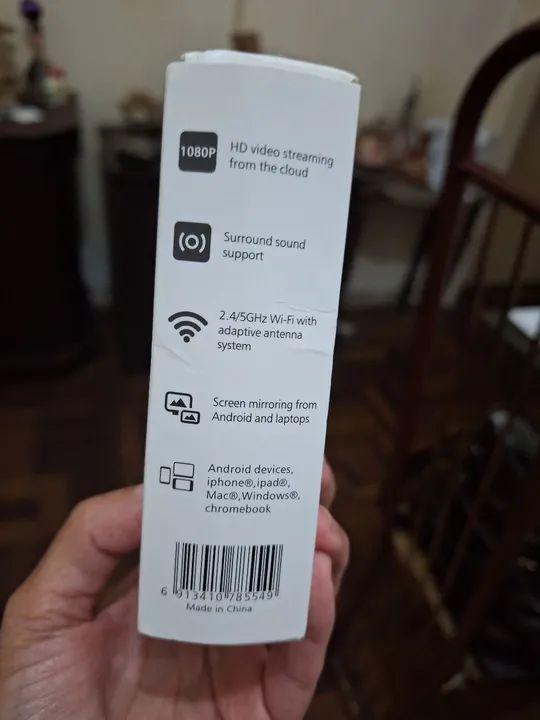 1080P
HD video streaming
from the cloud
Surround sound
support
2.4/5GHz Wi-Fi with
adaptive antenna
system
Screen mirroring from
Android and laptops
Android devices,
iphone®,ipad®,
Mac®,Windows®,
chromebook
6 913410 785549
Made in China